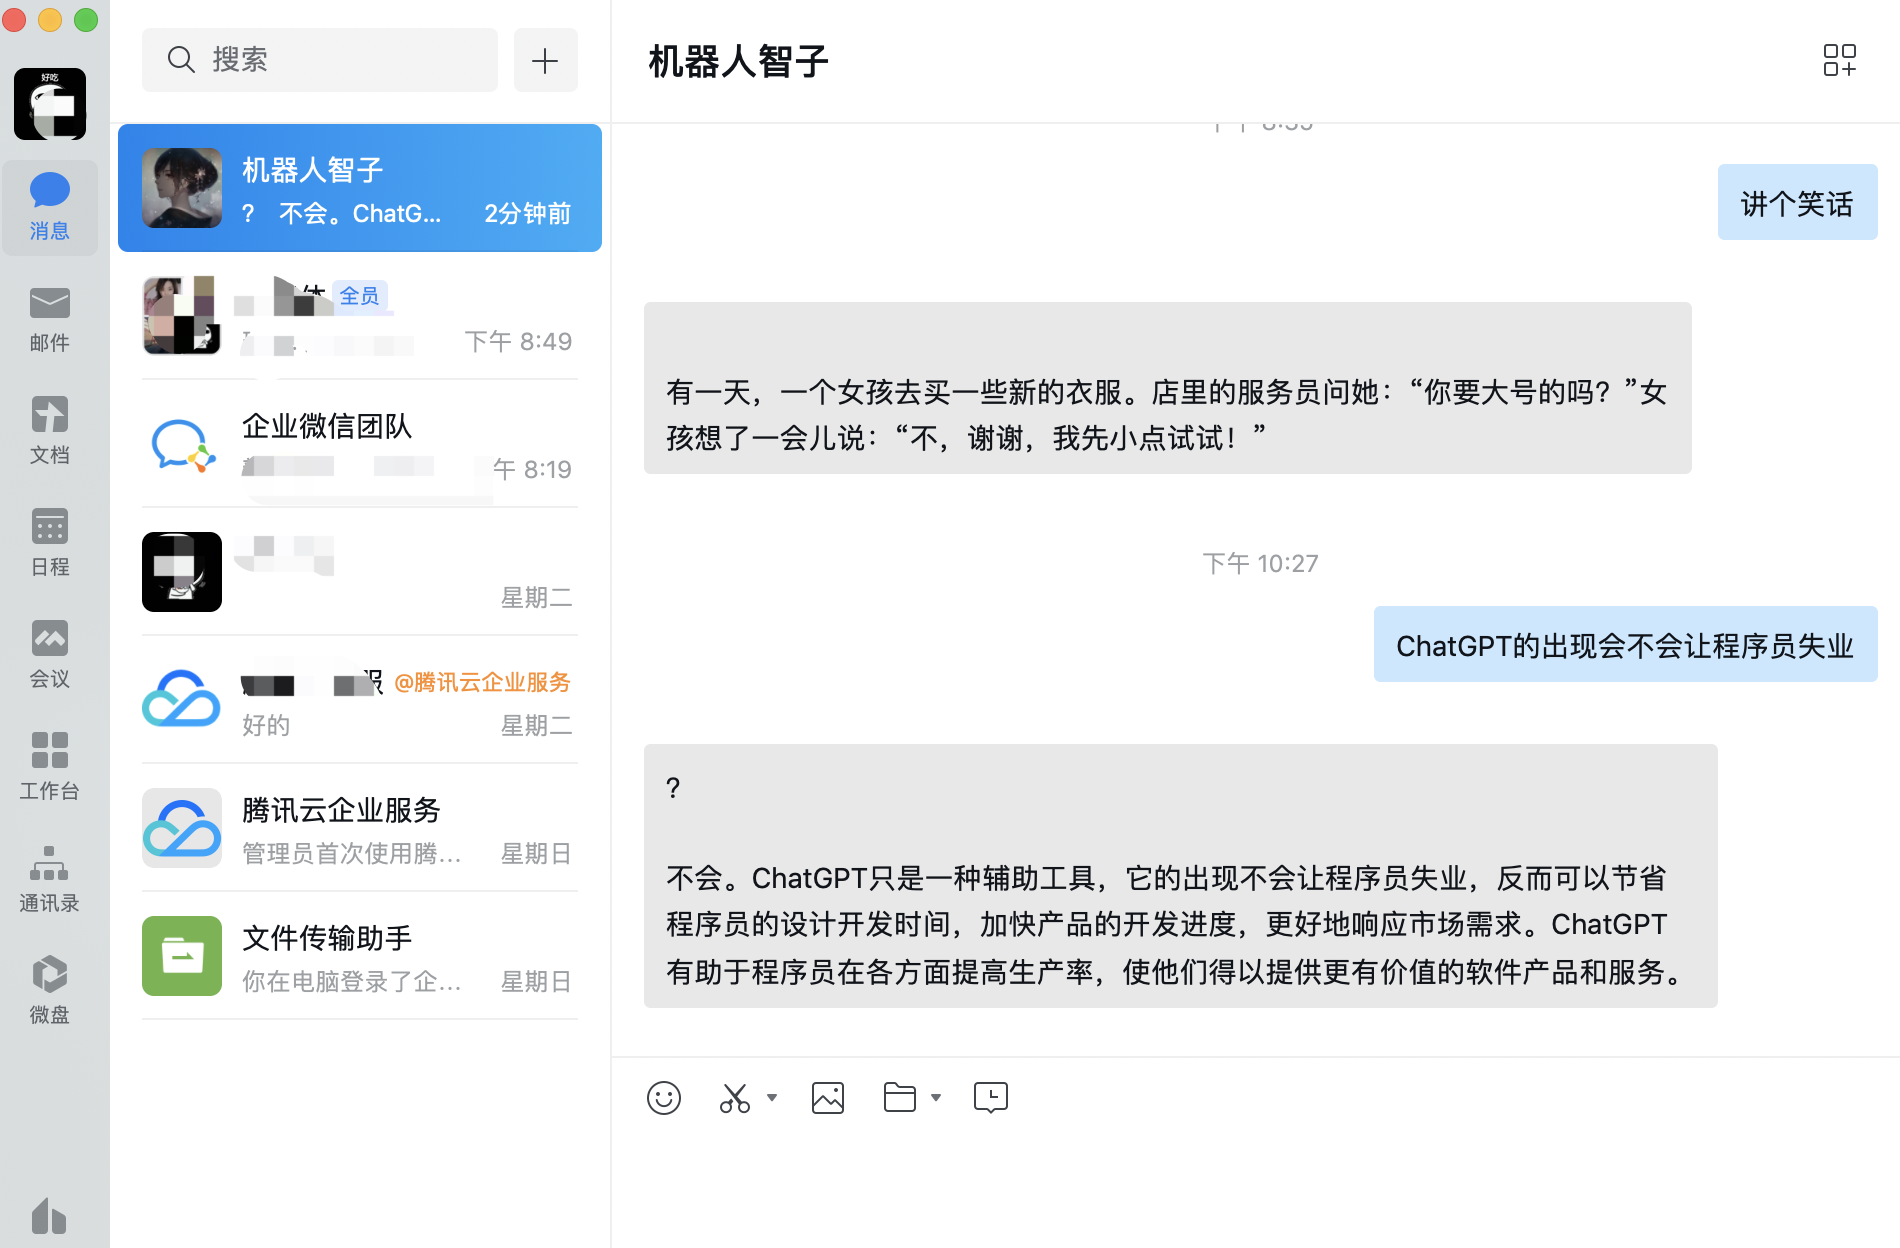 好吃
消息
邮件
文档
日程
会议
工作台
通讯录
微盘
搜索
机器人智子
? 不会。ChatG... 2分钟前
体 全员
下午 8:49
企业微信团队
午 8:19
星期二
服 @腾讯云企业服务
好的 星期二
腾讯云企业服务
管理员首次使用腾... 星期日
文件传输助手
你在电脑登录了企... 星期日
机器人智子
讲个笑话
有一天，一个女孩去买一些新的衣服。店里的服务员问她：“你要大号的吗？”女
孩想了一会儿说：“不，谢谢，我先小点试试！”
下午 10:27
ChatGPT的出现会不会让程序员失业
?
不会。ChatGPT只是一种辅助工具，它的出现不会让程序员失业，反而可以节省
程序员的设计开发时间，加快产品的开发进度，更好地响应市场需求。ChatGPT
有助于程序员在各方面提高生产率，使他们得以提供更有价值的软件产品和服务。